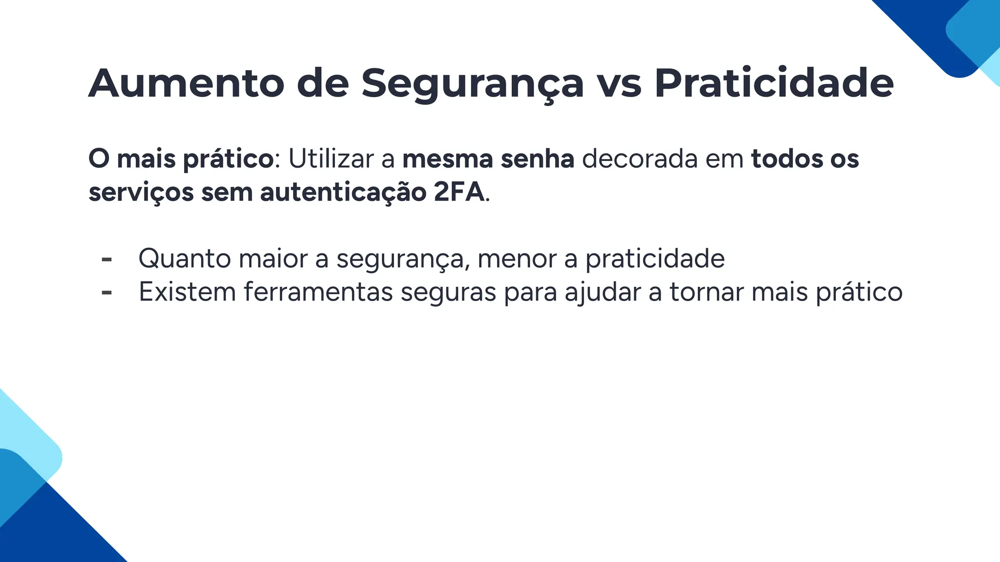 Aumento de Segurança vs Praticidade
O mais prático: Utilizar a mesma senha decorada em todos os
serviços sem autenticação 2FA.
- Quanto maior a segurança, menor a praticidade
- Existem ferramentas seguras para ajudar a tornar mais prático